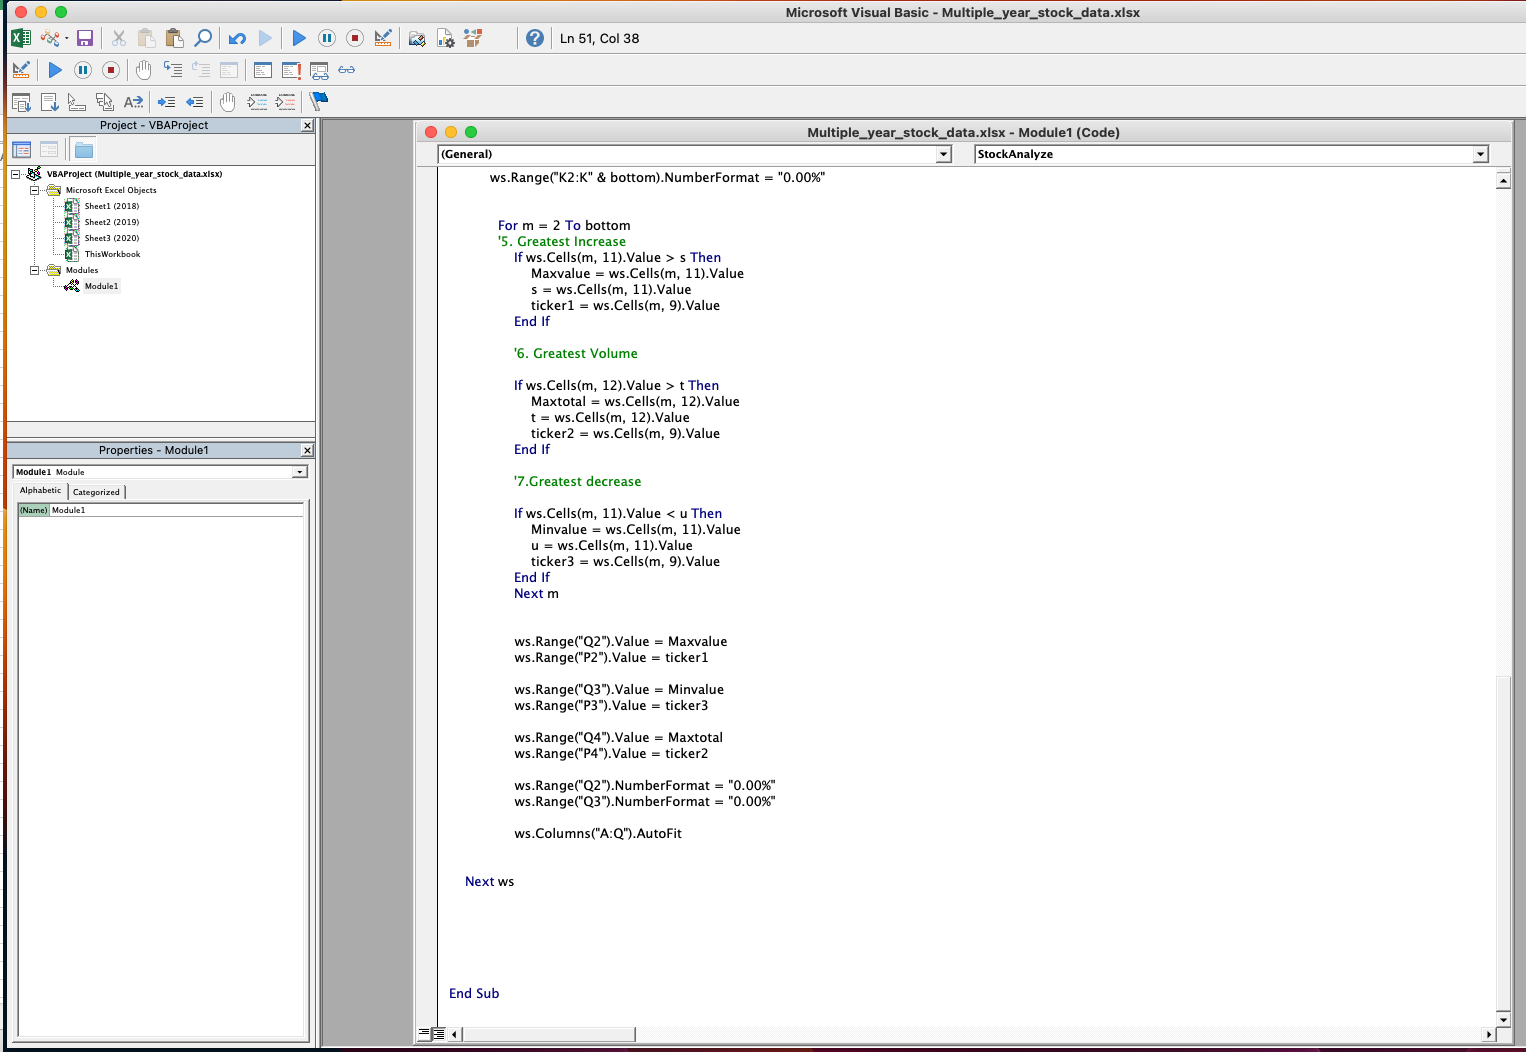 Microsoft Visual Basic - Multiple_year_stock_data.xlsx
Ln 51, Col 38
Project - VBAProject
VBAProject (Multiple_year_stock_data.xlsx)
Microsoft Excel Objects
Sheet1 (2018)
Sheet2 (2019)
Sheet3 (2020)
ThisWorkbook
Modules
Module1
Properties - Module1
Module1 Module
Alphabetic
Categorized
(Name) Module1
Multiple_year_stock_data.xlsx - Module1 (Code)
(General)
StockAnalyze
ws.Range("K2:K" & bottom).NumberFormat = "0.00%"
For m = 2 To bottom
'5. Greatest Increase
If ws.Cells(m, 11).Value > s Then
Maxvalue = ws.Cells(m, 11).Value
s = ws.Cells(m, 11).Value
ticker1 = ws.Cells(m, 9).Value
End If
'6. Greatest Volume
If ws.Cells(m, 12).Value > t Then
Maxtotal = ws.Cells(m, 12).Value
t = ws.Cells(m, 12).Value
ticker2 = ws.Cells(m, 9).Value
End If
'7.Greatest decrease
If ws.Cells(m, 11).Value < u Then
Minvalue = ws.Cells(m, 11).Value
u = ws.Cells(m, 11).Value
ticker3 = ws.Cells(m, 9).Value
End If
Next m
ws.Range("Q2").Value = Maxvalue
ws.Range("P2").Value = ticker1
ws.Range("Q3").Value = Minvalue
ws.Range("P3").Value = ticker3
ws.Range("Q4").Value = Maxtotal
ws.Range("P4").Value = ticker2
ws.Range("Q2").NumberFormat = "0.00%"
ws.Range("Q3").NumberFormat = "0.00%"
ws.Columns("A:Q").AutoFit
Next ws
End Sub